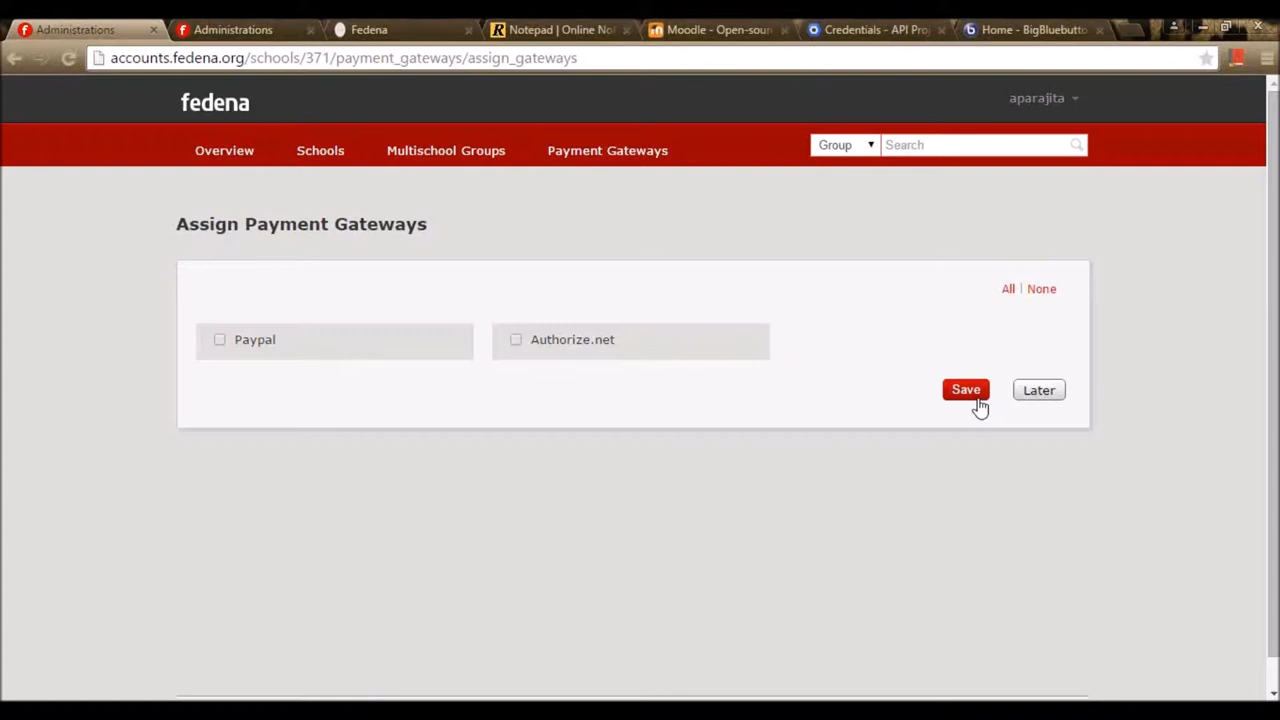 Administrations
Administrations
Fedena
Notepad | Online No
Moodle - Open-sour
Credentials - API Proj
Home - BigBluebutto
accounts.fedena.org/schools/371/payment_gateways/assign_gateways
fedena
aparajita
Overview
Schools
Multischool Groups
Payment Gateways
Group
Search
Assign Payment Gateways
All | None
Paypal
Authorize.net
Save
Later